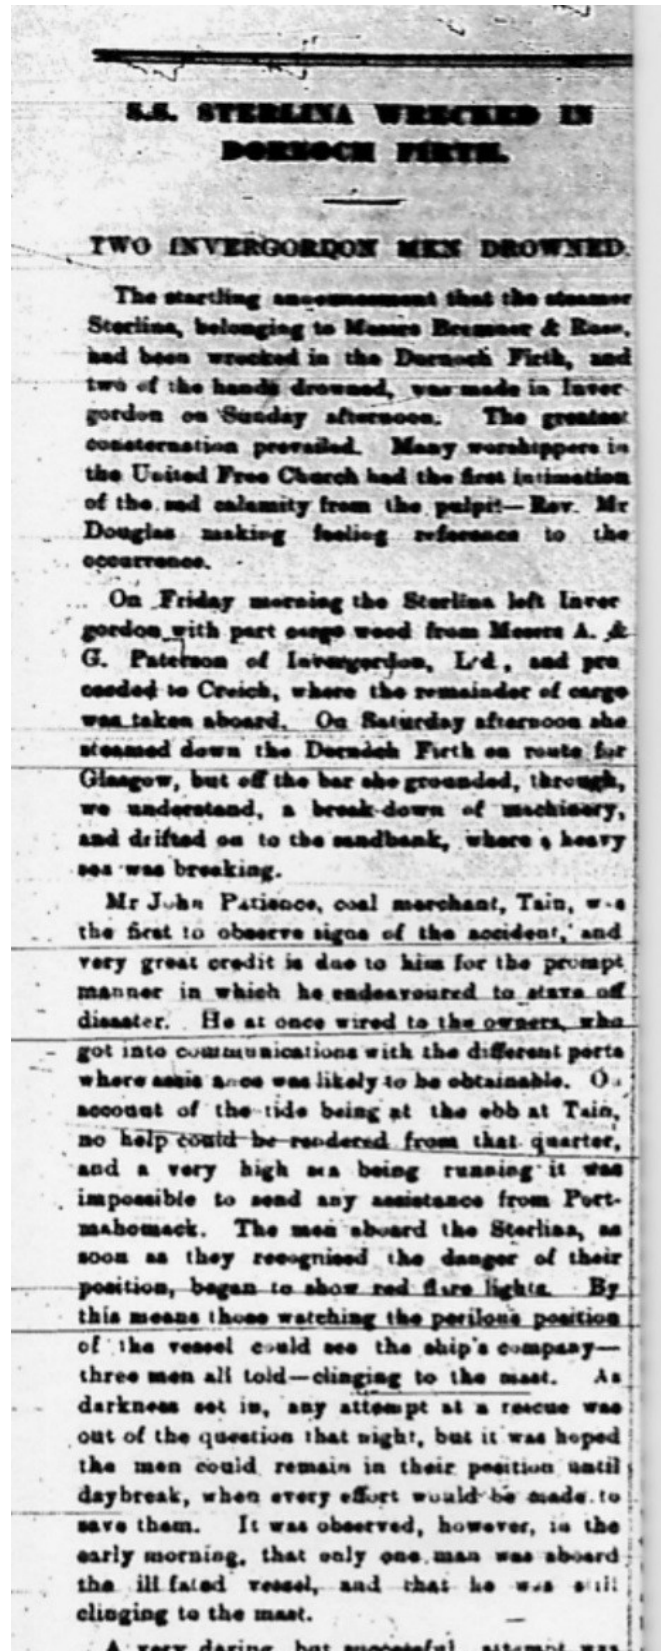 S.S. STERLINA WRECKED IN
DORNOCH FIRTH.
TWO INVERGORDON MEN DROWNED.
The startling announcement that the steamer
Sterlina, belonging to Messrs Bremner & Ross,
had been wrecked in the Dornoch Firth, and
two of the hands drowned, was made in Inver
gordon on Sunday afternoon. The greatest
consternation prevailed. Many worshippers in
the United Free Church had the first intimation
of the sad calamity from the pulpit—Rev. Mr
Douglas making feeling reference to the
occurrence.
On Friday morning the Sterlina left Inver
gordon with part cargo wood from Messrs A. &
G. Paterson of Invergordon, Ltd, and pro
ceeded to Creich, where the remainder of cargo
was taken aboard. On Saturday afternoon she
steamed down the Dornoch Firth en route for
Glasgow, but off the bar she grounded, through,
we understand, a break-down of machinery,
and drifted on to the sandbank, where a heavy
sea was breaking.
Mr John Patience, coal merchant, Tain, was
the first to observe signs of the accident, and
very great credit is due to him for the prompt
manner in which he endeavoured to stave off
disaster. He at once wired to the owners, who
got into communications with the different ports
where assistance was likely to be obtainable. On
account of the tide being at the ebb at Tain,
no help could be rendered from that quarter,
and a very high sea being running it was
impossible to send any assistance from Port-
mahomack. The men aboard the Sterlina, as
soon as they recognised the danger of their
position, began to show red flare lights. By
this means those watching the perilous position
of the vessel could see the ship's company—
three men all told—clinging to the mast. As
darkness set in, any attempt at a rescue was
out of the question that night, but it was hoped
the men could remain in their position until
daybreak, when every effort would be made to
save them. It was observed, however, in the
early morning, that only one man was aboard
the ill fated vessel, and that he was still
clinging to the mast.
A very daring, but successful, attempt was